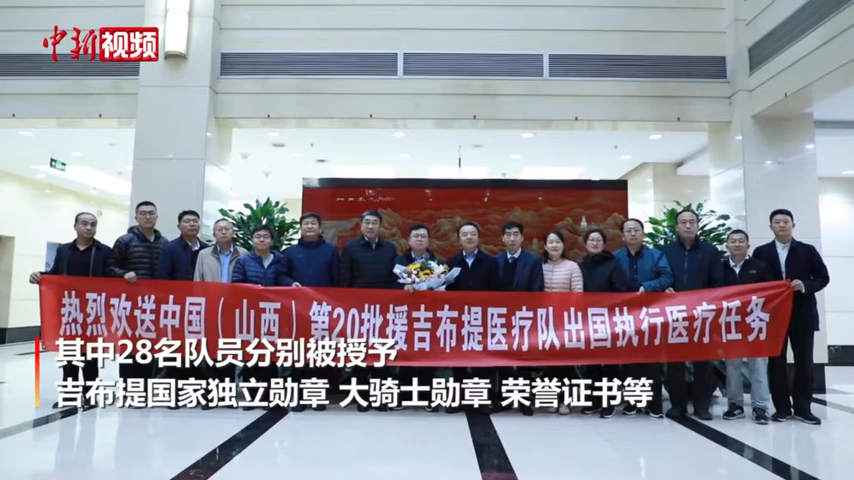 中新视频
热烈欢送中国（山西）第20批援吉布提医疗队出国执行医疗任务
其中28名队员分别被授予
吉布提国家独立勋章 大骑士勋章 荣誉证书等